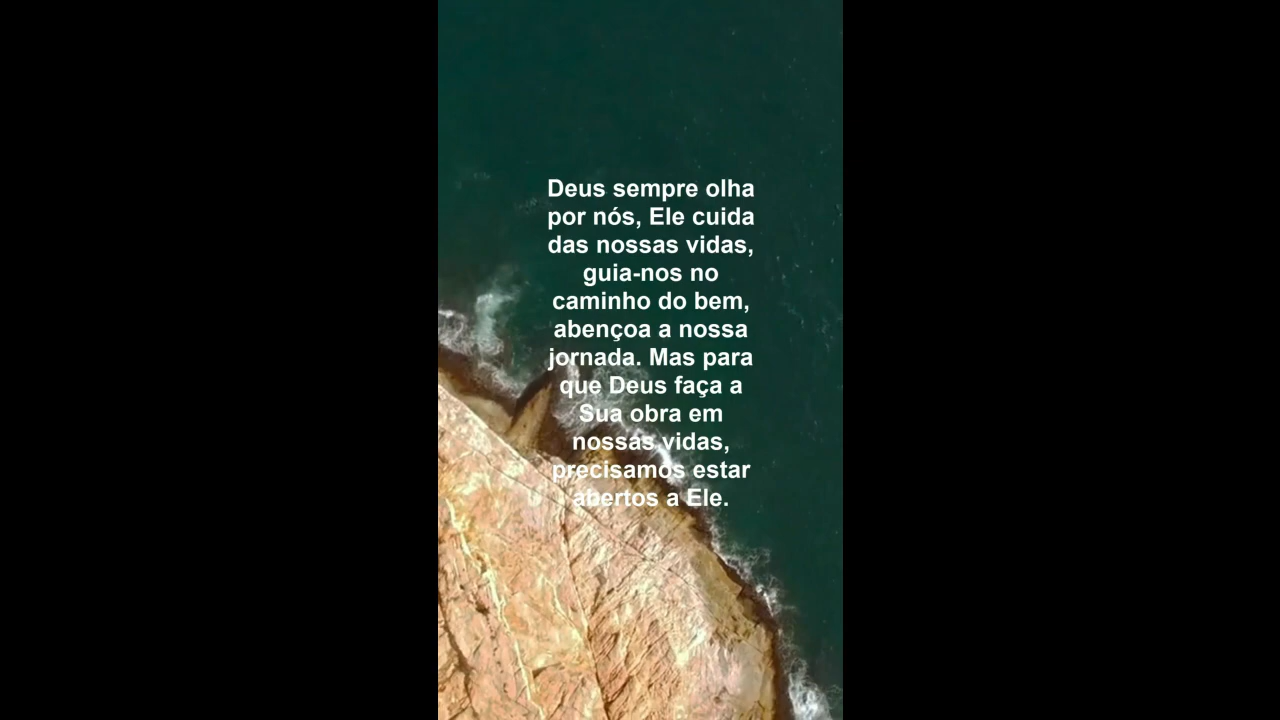 Deus sempre olha
por nós, Ele cuida
das nossas vidas,
guia-nos no
caminho do bem,
abençoa a nossa
jornada. Mas para
que Deus faça a
Sua obra em
nossas vidas,
precisamos estar
abertos a Ele.